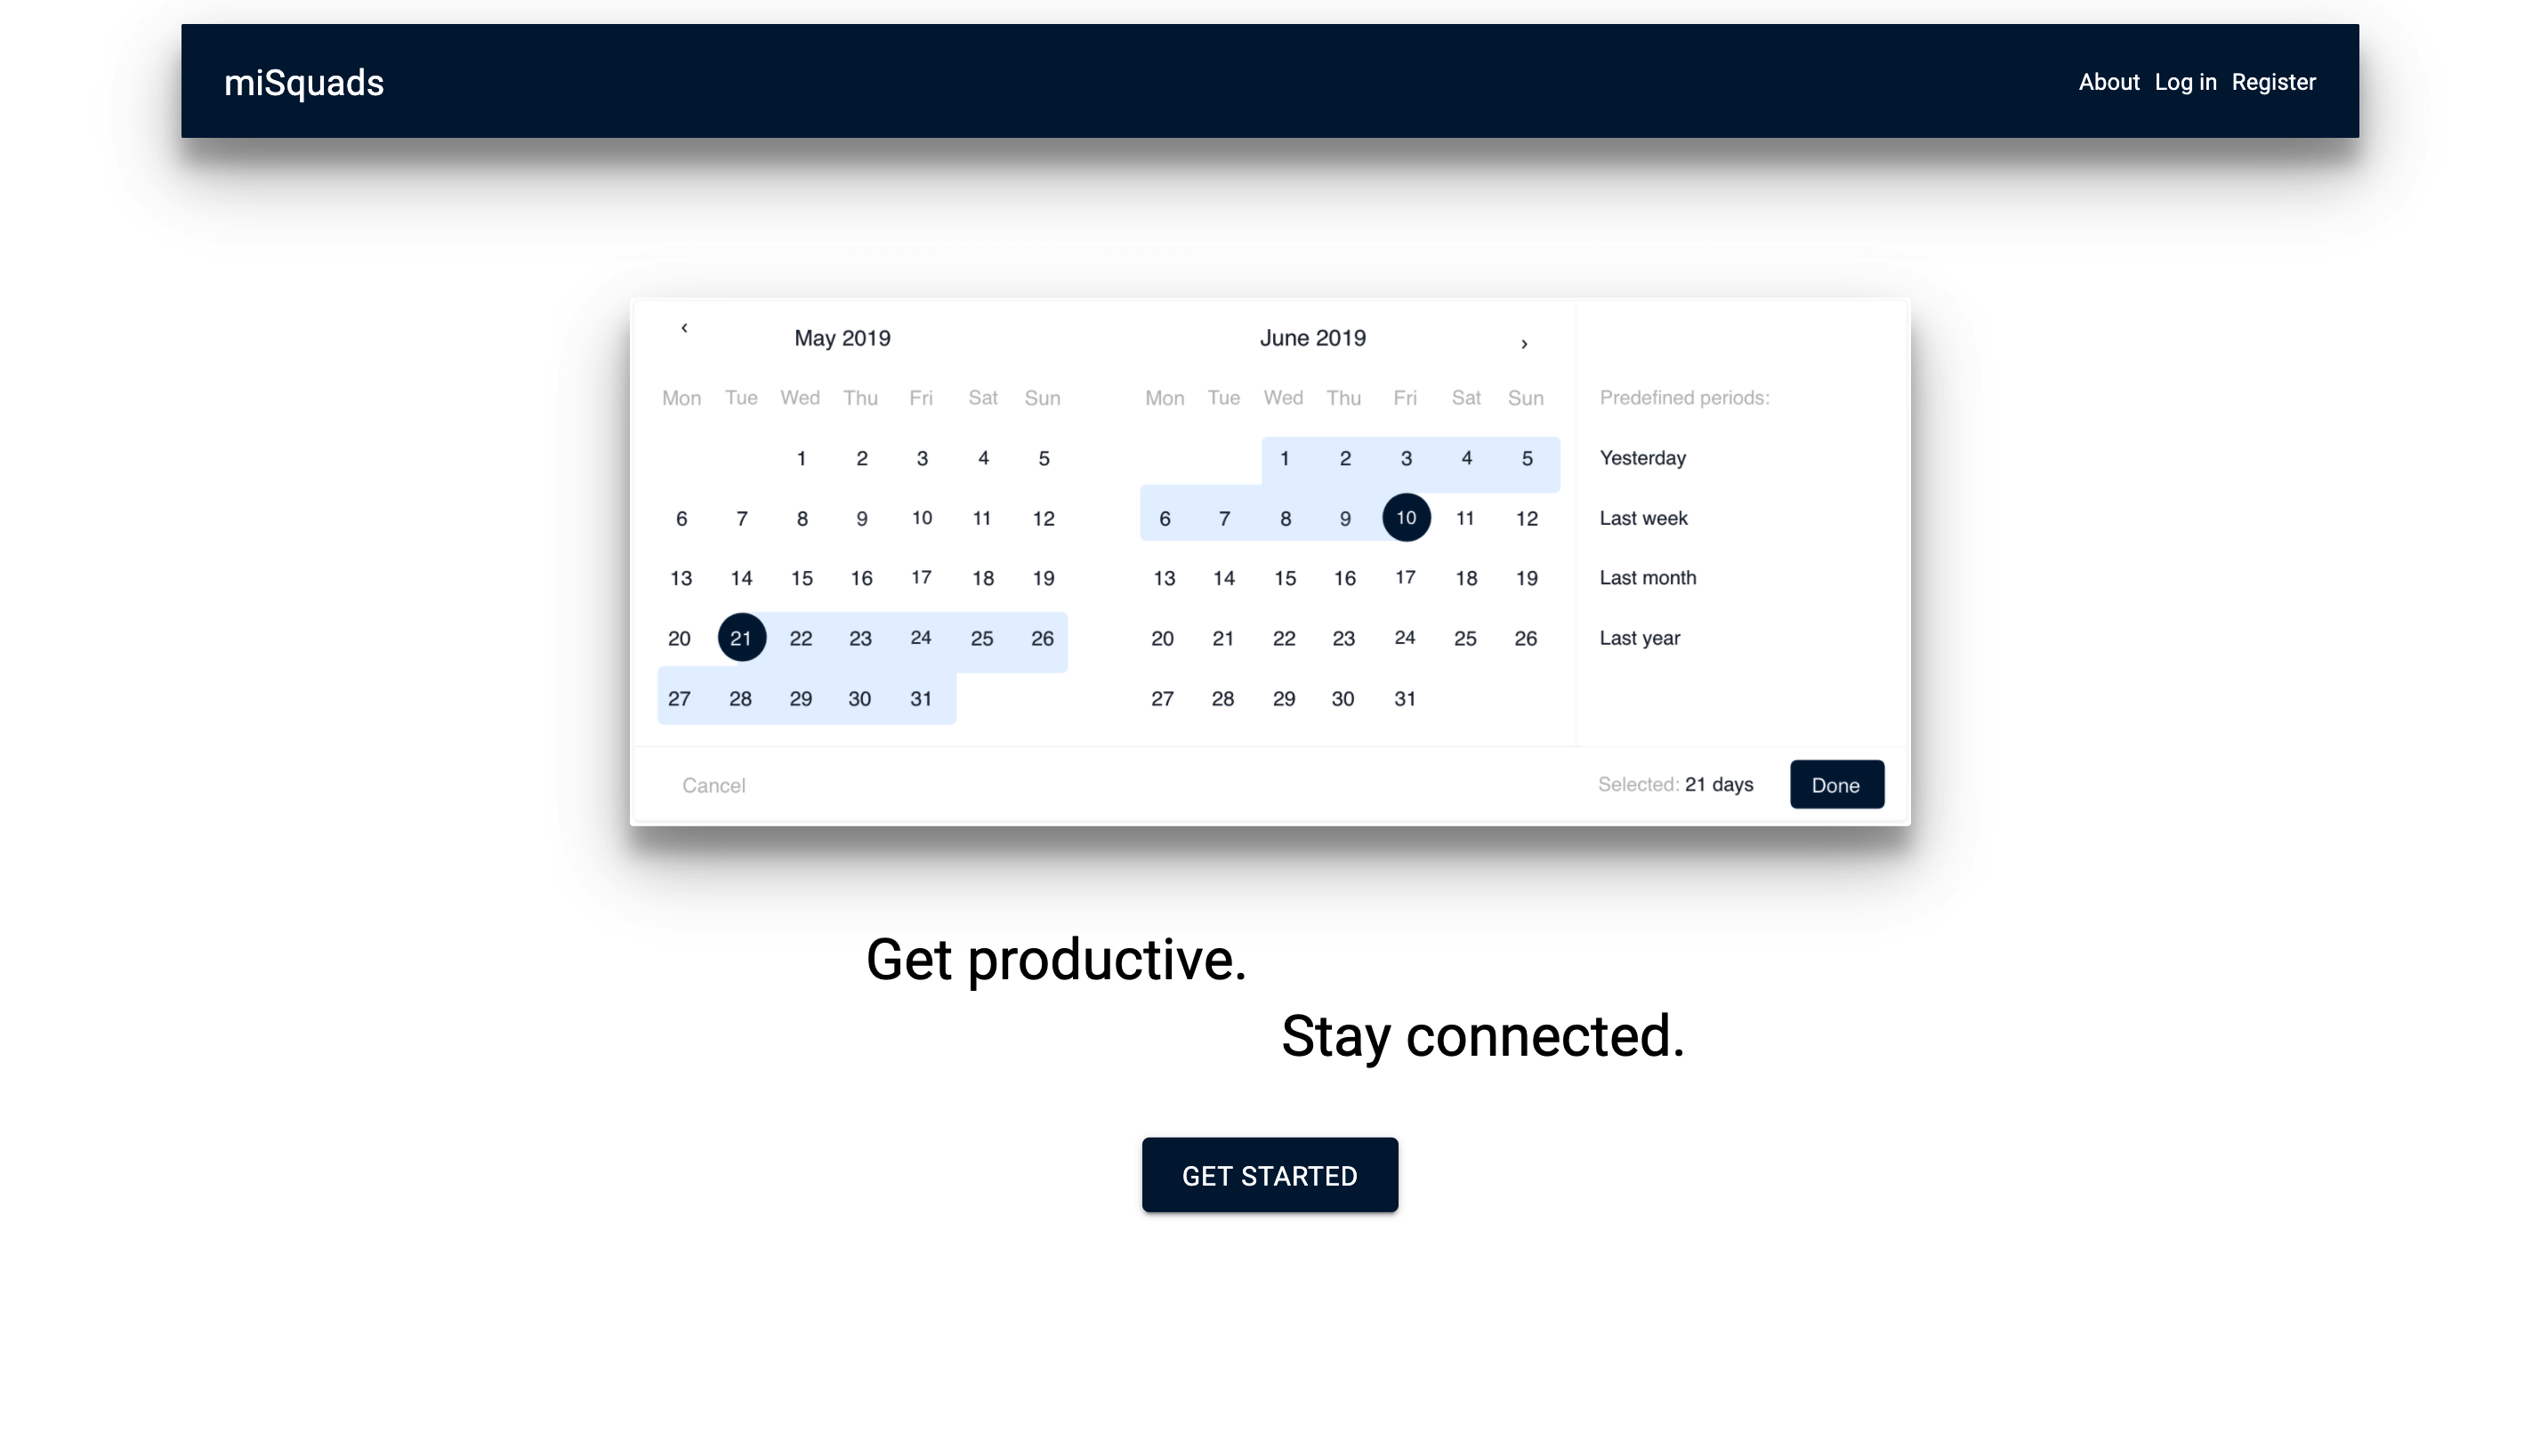 miSquads
About Log in Register
‹ May 2019 June 2019 ›
Mon Tue Wed Thu Fri Sat Sun Mon Tue Wed Thu Fri Sat Sun Predefined periods:
1 2 3 4 5 1 2 3 4 5 Yesterday
6 7 8 9 10 11 12 6 7 8 9 10 11 12 Last week
13 14 15 16 17 18 19 13 14 15 16 17 18 19 Last month
20 21 22 23 24 25 26 20 21 22 23 24 25 26 Last year
27 28 29 30 31 27 28 29 30 31
Cancel Selected: 21 days Done
Get productive.
Stay connected.
GET STARTED